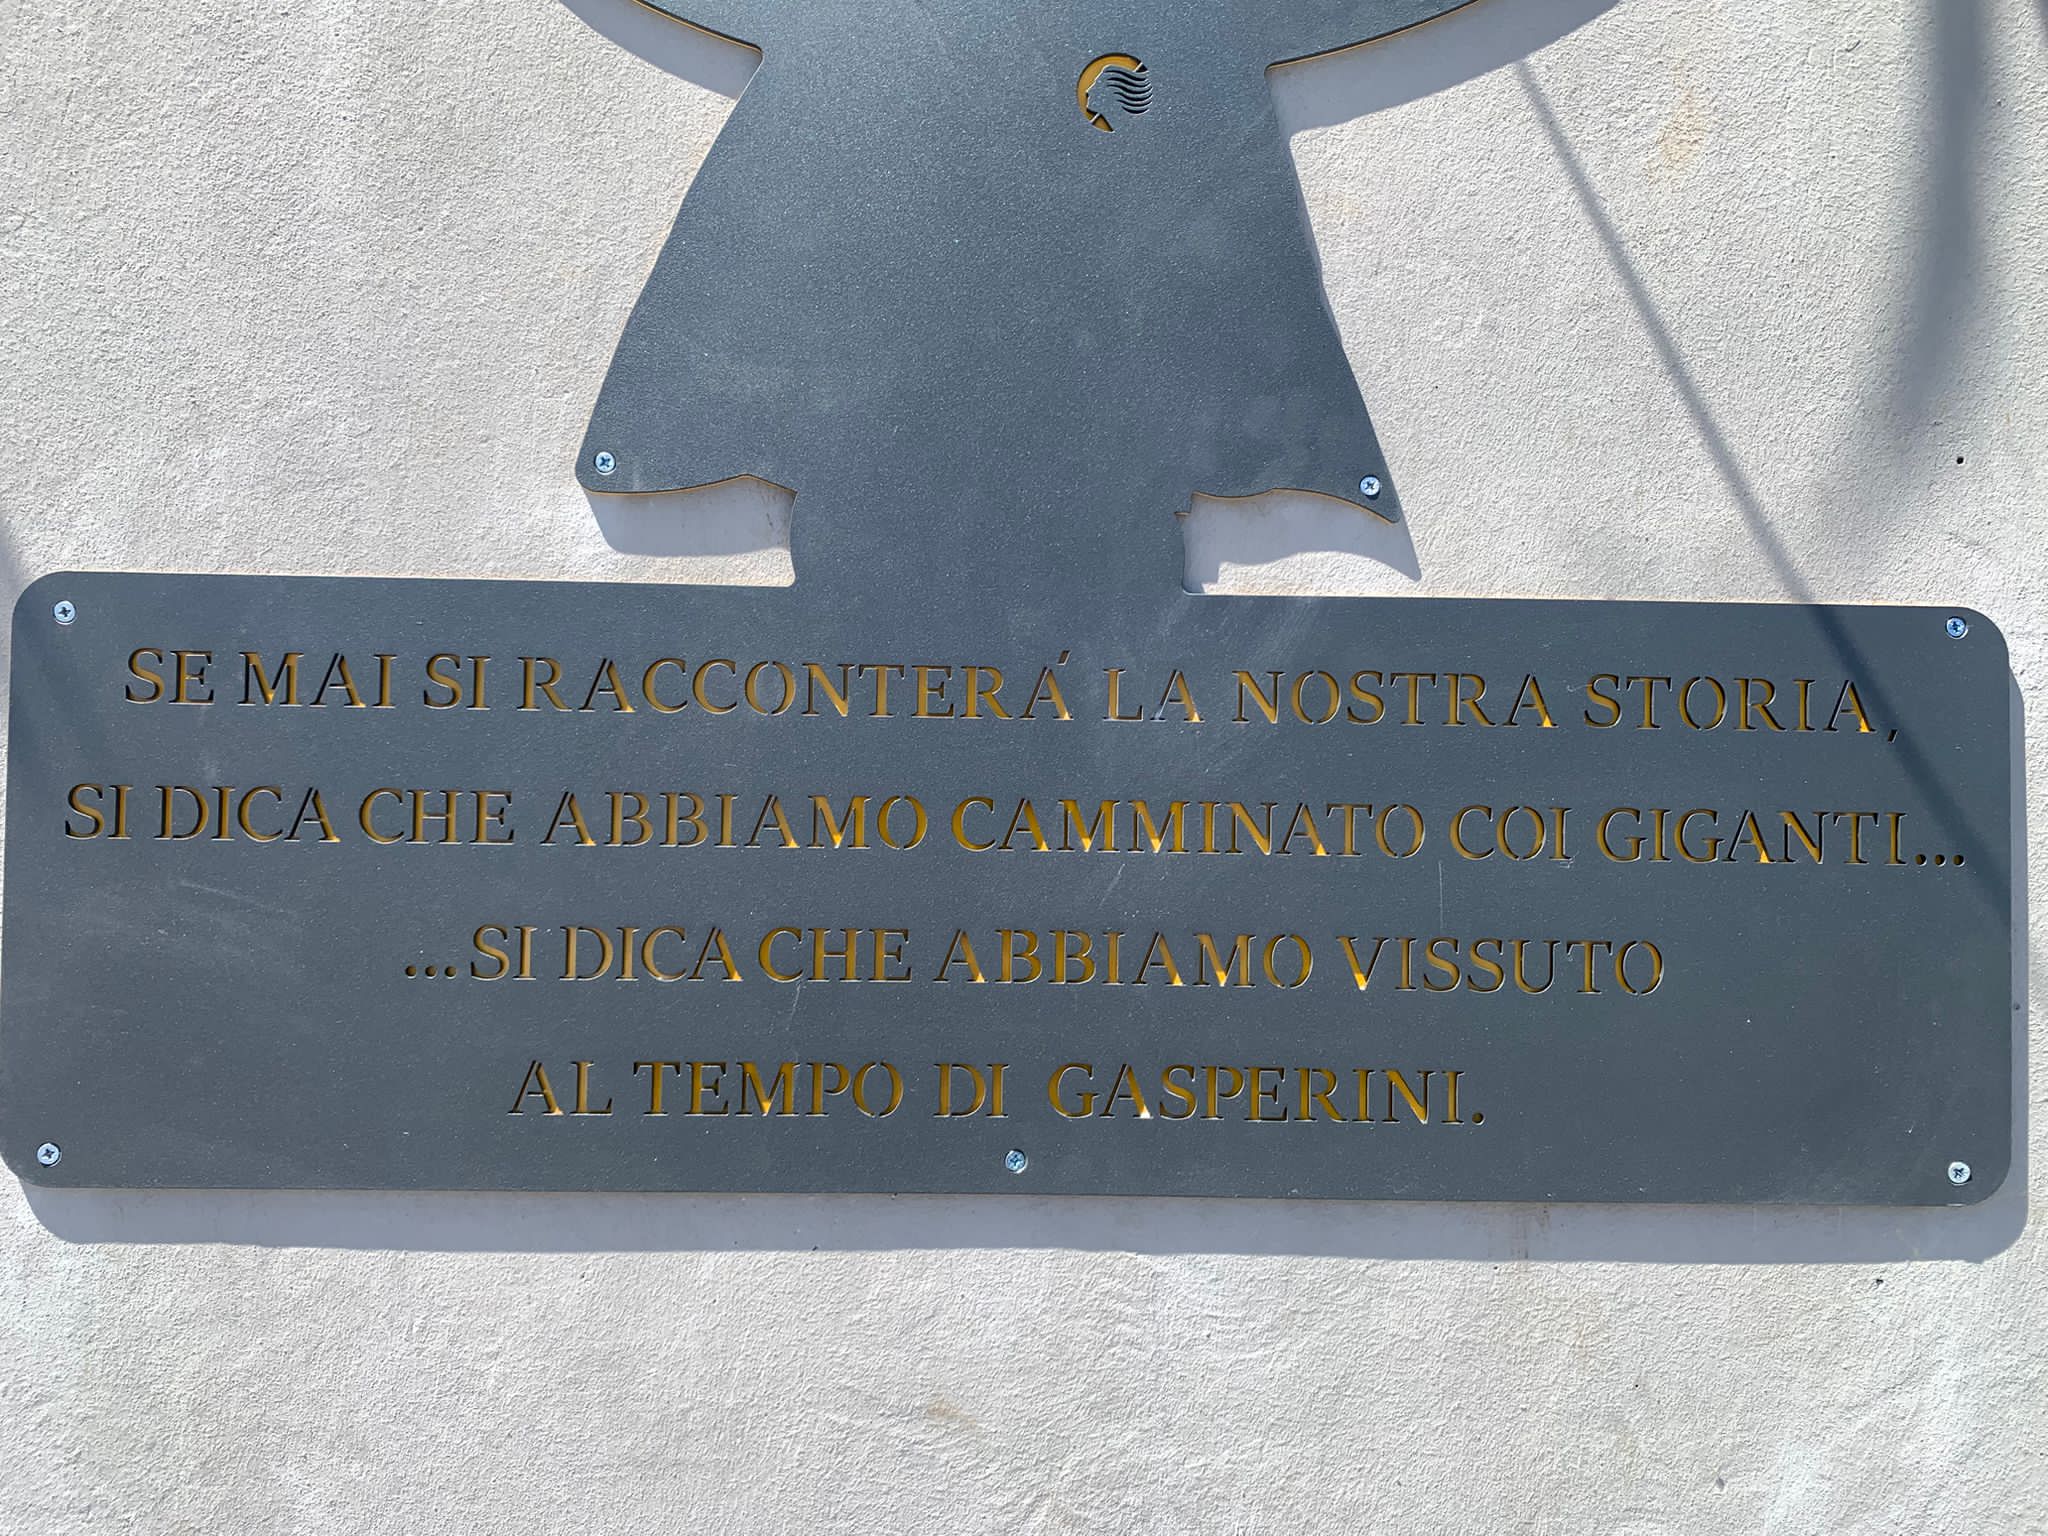 SE MAI SI RACCONTERÁ LA NOSTRA STORIA,
SI DICA CHE ABBIAMO CAMMINATO COI GIGANTI...
...SI DICA CHE ABBIAMO VISSUTO
AL TEMPO DI GASPERINI.